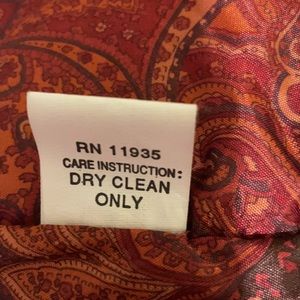 RN 11935
CARE INSTRUCTION:
DRY CLEAN
ONLY